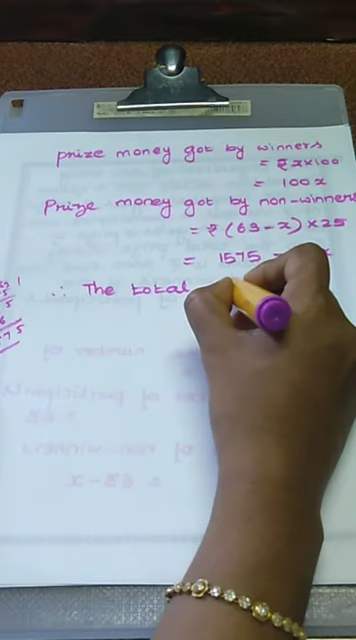 prize money got by winners
= ₹ x×100
= 100x
Prize money got by non-winners
= ₹ (63-x)×25
= 1575 - x
∴ The total